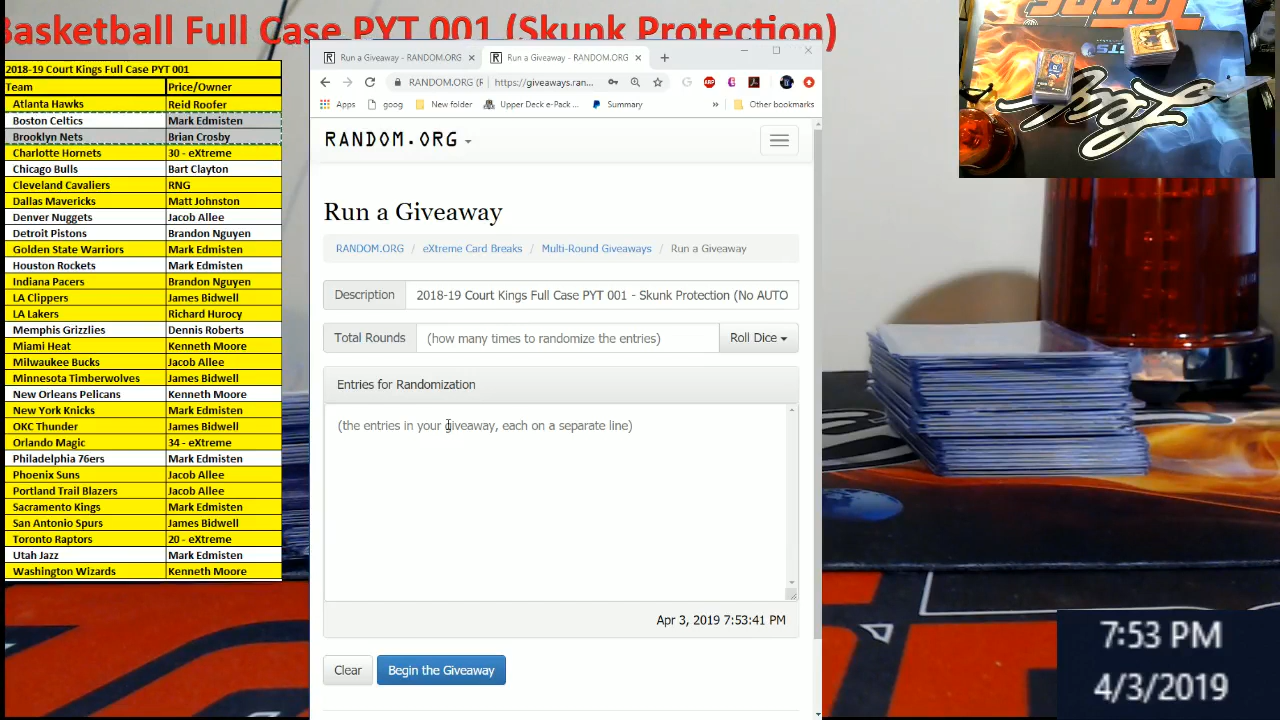 Basketball Full Case PYT 001 (Skunk Protection)
2018-19 Court Kings Full Case PYT 001
Team Price/Owner
Atlanta Hawks Reid Roofer
Boston Celtics Mark Edmisten
Brooklyn Nets Brian Crosby
Charlotte Hornets 30 - eXtreme
Chicago Bulls Bart Clayton
Cleveland Cavaliers RNG
Dallas Mavericks Matt Johnston
Denver Nuggets Jacob Allee
Detroit Pistons Brandon Nguyen
Golden State Warriors Mark Edmisten
Houston Rockets Mark Edmisten
Indiana Pacers Brandon Nguyen
LA Clippers James Bidwell
LA Lakers Richard Hurocy
Memphis Grizzlies Dennis Roberts
Miami Heat Kenneth Moore
Milwaukee Bucks Jacob Allee
Minnesota Timberwolves James Bidwell
New Orleans Pelicans Kenneth Moore
New York Knicks Mark Edmisten
OKC Thunder James Bidwell
Orlando Magic 34 - eXtreme
Philadelphia 76ers Mark Edmisten
Phoenix Suns Jacob Allee
Portland Trail Blazers Jacob Allee
Sacramento Kings Mark Edmisten
San Antonio Spurs James Bidwell
Toronto Raptors 20 - eXtreme
Utah Jazz Mark Edmisten
Washington Wizards Kenneth Moore
Run a Giveaway - RANDOM.ORG Run a Giveaway - RANDOM.ORG
RANDOM.ORG (R https://giveaways.ran...
Apps goog New folder Upper Deck e-Pack... Summary » Other bookmarks
RANDOM.ORG
Run a Giveaway
RANDOM.ORG / eXtreme Card Breaks / Multi-Round Giveaways / Run a Giveaway
Description 2018-19 Court Kings Full Case PYT 001 - Skunk Protection (No AUTO
Total Rounds (how many times to randomize the entries) Roll Dice
Entries for Randomization
(the entries in your giveaway, each on a separate line)
Apr 3, 2019 7:53:41 PM
Clear Begin the Giveaway
7:53 PM
4/3/2019